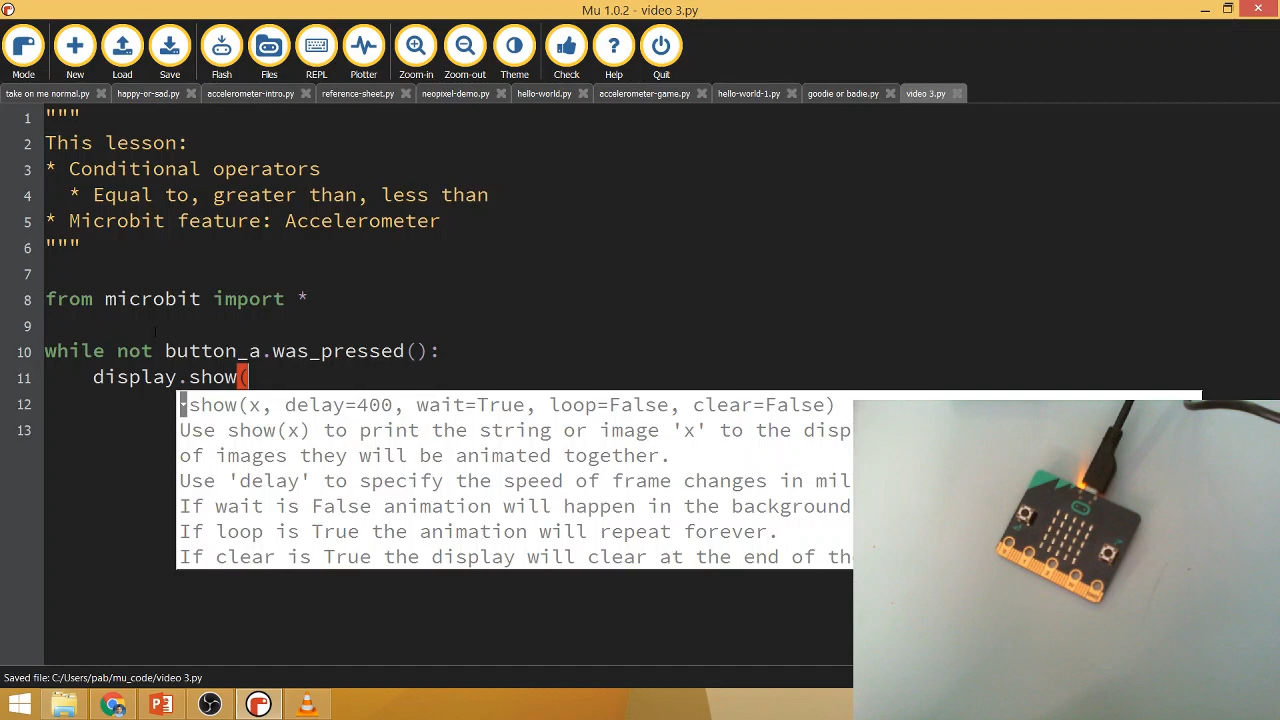 Mu 1.0.2 - video 3.py
Mode
New
Load
Save
Flash
Files
REPL
Plotter
Zoom-in
Zoom-out
Theme
Check
Help
Quit
take on me normal.py
happy-or-sad.py
accelerometer-intro.py
reference-sheet.py
neopixel-demo.py
hello-world.py
accelerometer-game.py
hello-world-1.py
goodie or badie.py
video 3.py
1 """
2 This lesson:
3 * Conditional operators
4 * Equal to, greater than, less than
5 * Microbit feature: Accelerometer
6 """
7
8 from microbit import *
9
10 while not button_a.was_pressed():
11 display.show(
12
13
show(x, delay=400, wait=True, loop=False, clear=False)
Use show(x) to print the string or image 'x' to the disp
of images they will be animated together.
Use 'delay' to specify the speed of frame changes in mil
If wait is False animation will happen in the background
If loop is True the animation will repeat forever.
If clear is True the display will clear at the end of the
Saved file: C:/Users/pab/mu_code/video 3.py